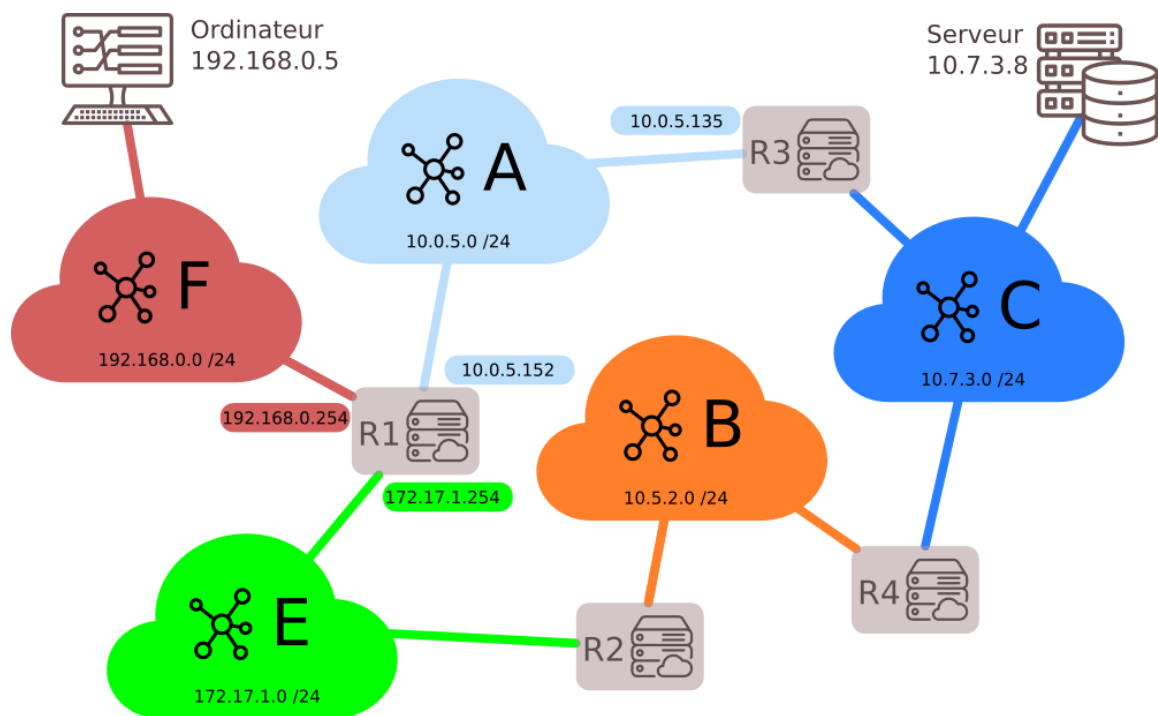 Ordinateur
192.168.0.5
Serveur
10.7.3.8
10.0.5.135
R3
A
10.0.5.0 /24
F
192.168.0.0 /24
C
10.7.3.0 /24
10.0.5.152
192.168.0.254
R1
B
10.5.2.0 /24
172.17.1.254
R4
E
172.17.1.0 /24
R2